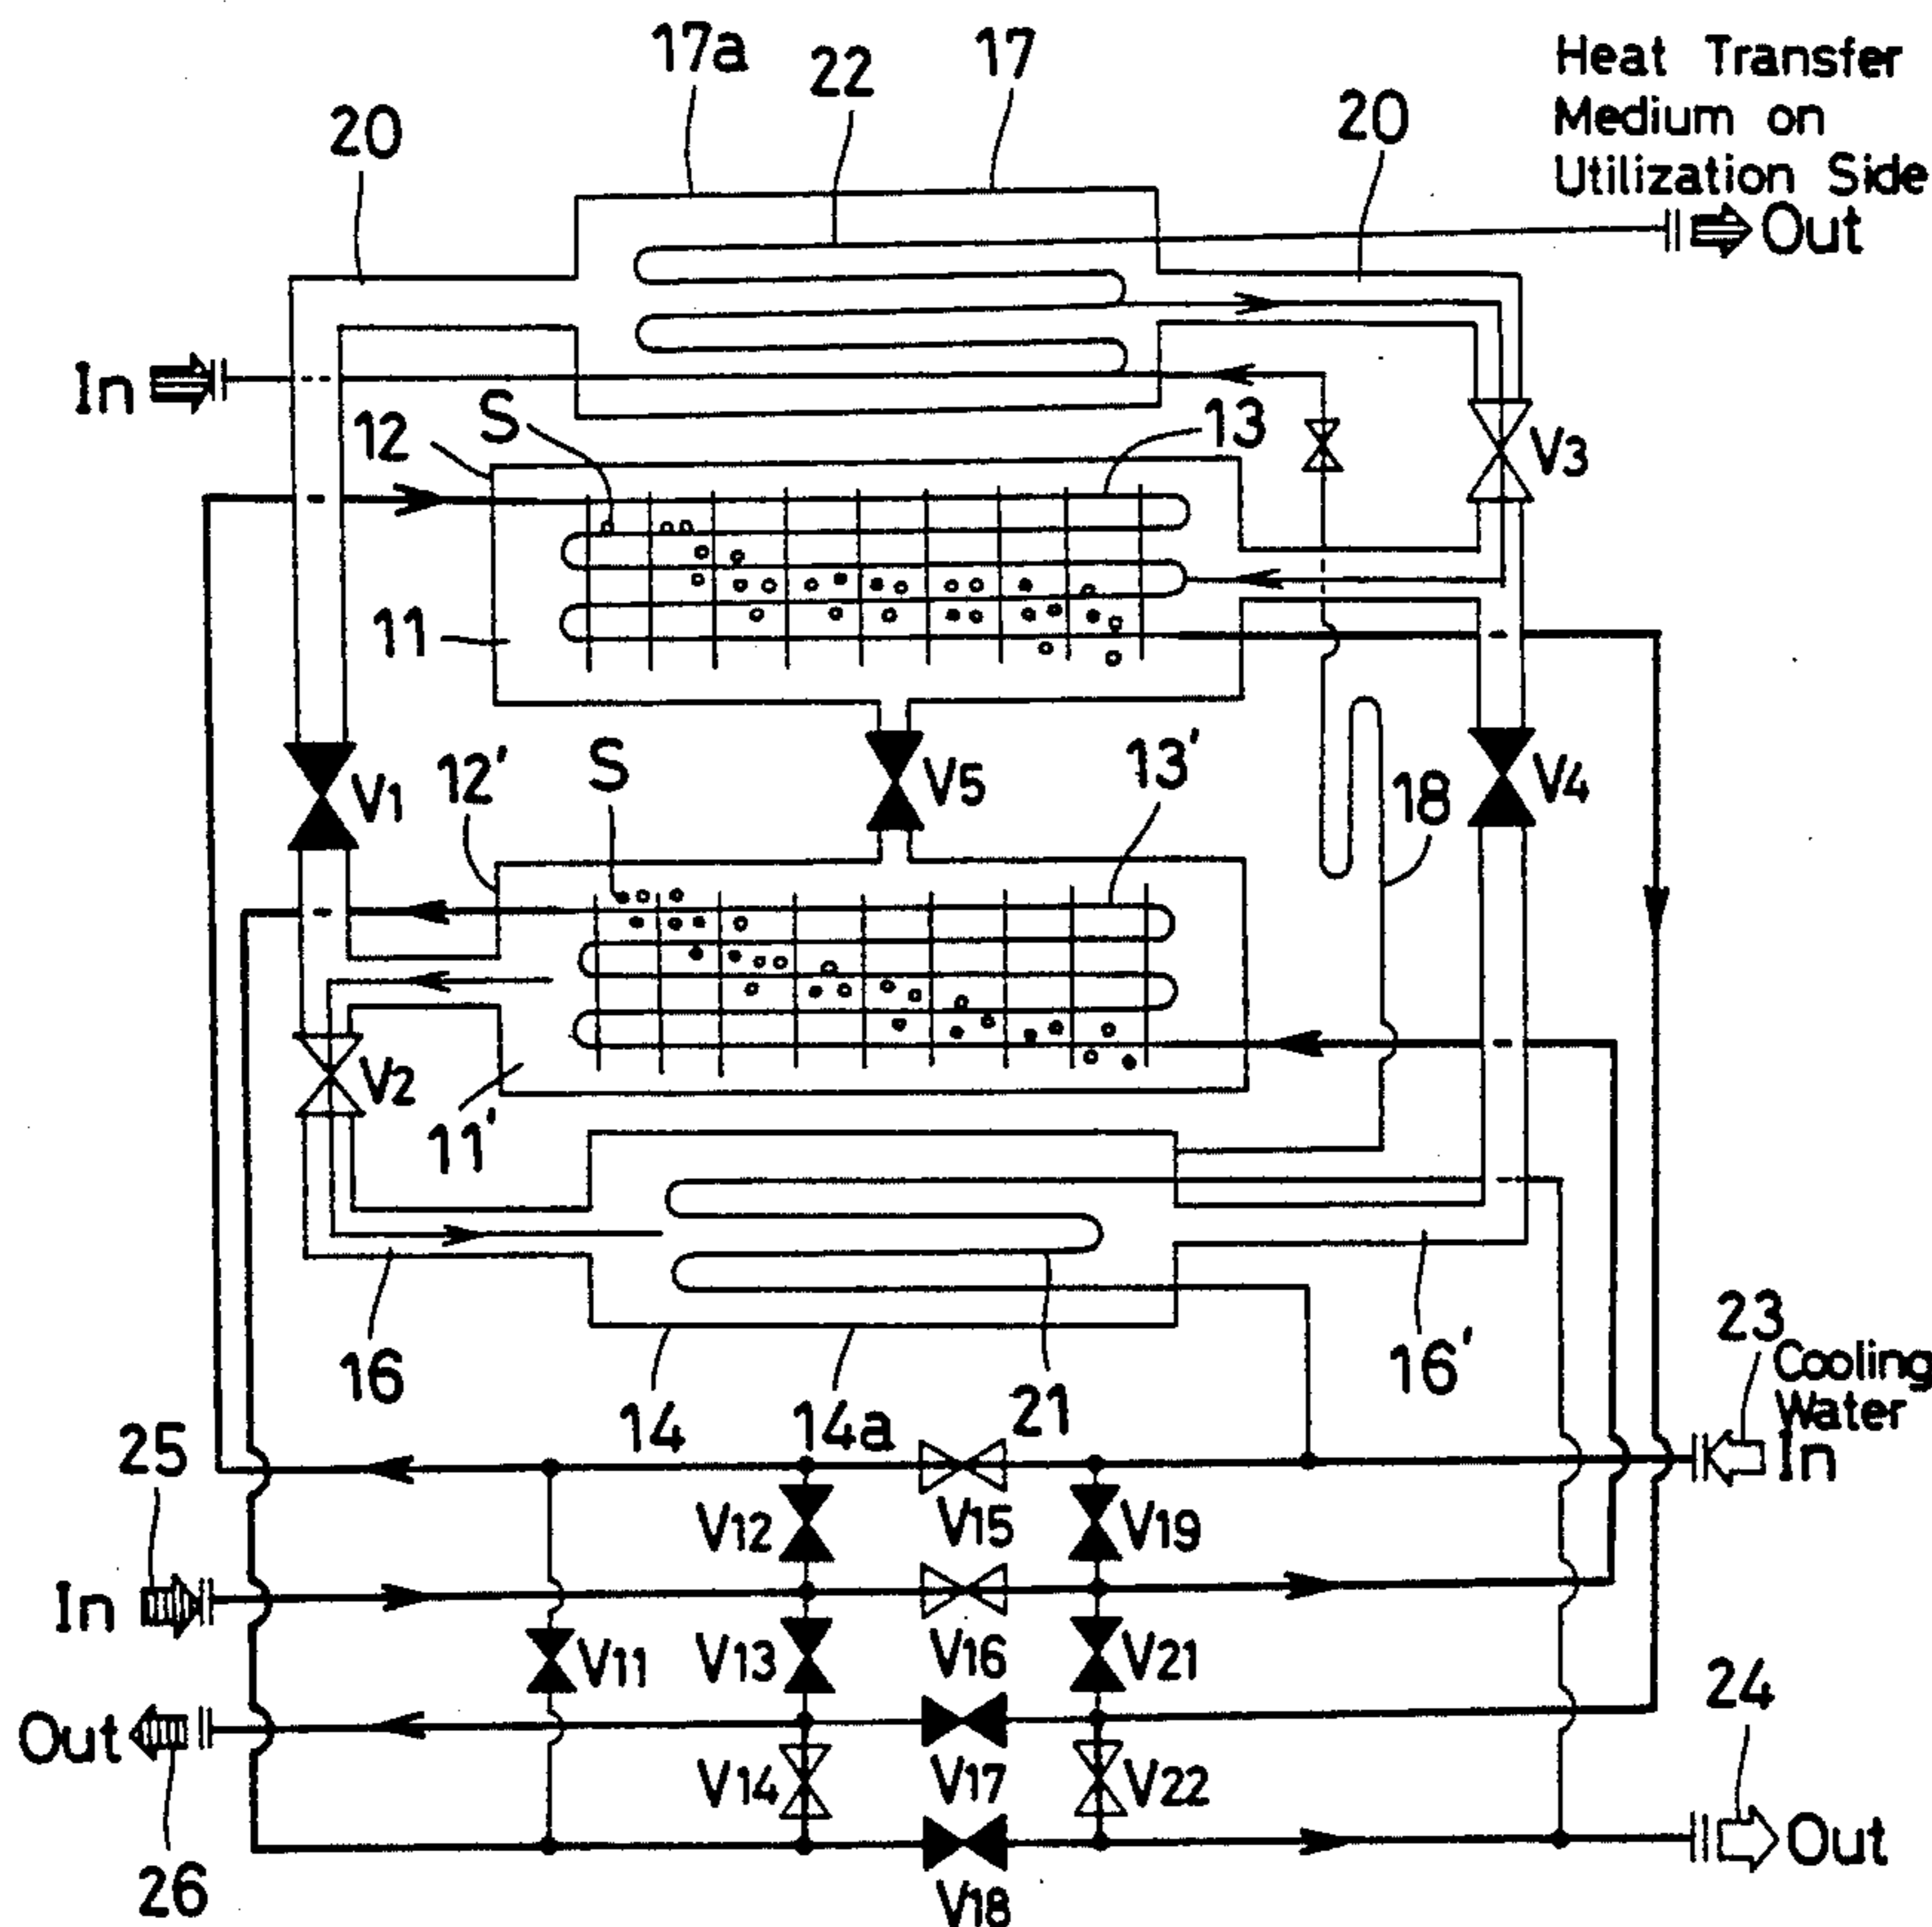 17a
22
17
Heat Transfer
Medium on
Utilization Side
20
20
Out
In
12
S
13
V3
11
12'
S
V5
13'
V1
18
V4
V2
11'
16
14
14a
21
16'
23
Cooling
Water
In
25
V12
V15
V19
In
V11
V13
V16
V21
24
Out
V14
V17
V22
Out
26
V18